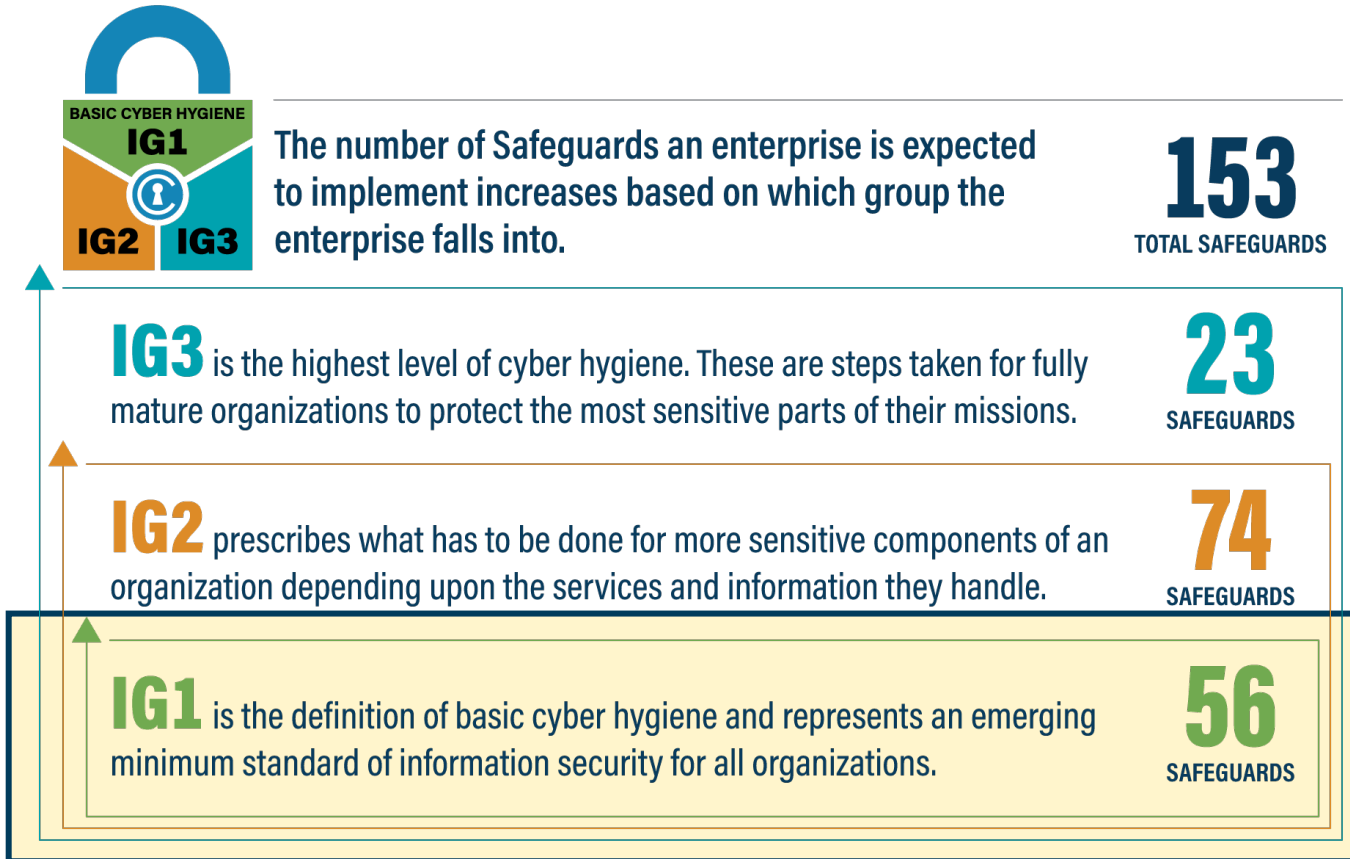 BASIC CYBER HYGIENE
IG1
IG2
IG3
The number of Safeguards an enterprise is expected
to implement increases based on which group the
enterprise falls into.
153
TOTAL SAFEGUARDS
IG3 is the highest level of cyber hygiene. These are steps taken for fully
mature organizations to protect the most sensitive parts of their missions.
23
SAFEGUARDS
IG2 prescribes what has to be done for more sensitive components of an
organization depending upon the services and information they handle.
74
SAFEGUARDS
IG1 is the definition of basic cyber hygiene and represents an emerging
minimum standard of information security for all organizations.
56
SAFEGUARDS